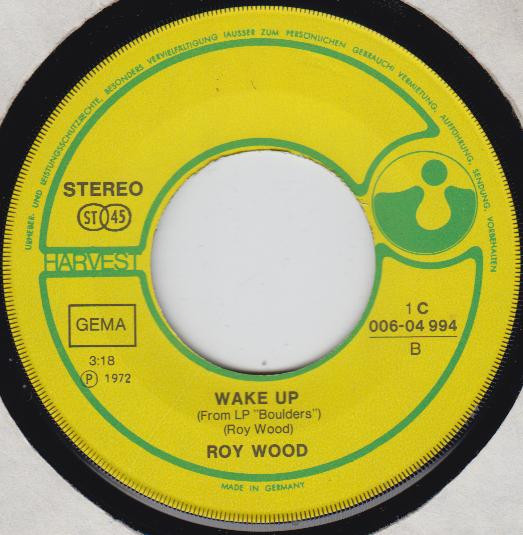 URHEBER- UND LEISTUNGSSCHUTZRECHTE, BESONDERS VERVIELFÄLTIGUNG (AUSSER ZUM PERSÖNLICHEN GEBRAUCH) VERMIETUNG, AUFFÜHRUNG, SENDUNG, VORBEHALTEN
STEREO
ST 45
HARVEST
GEMA
3:18
Ⓟ 1972
1 C
006-04 994
B
WAKE UP
(From LP "Boulders")
(Roy Wood)
ROY WOOD
MADE IN GERMANY